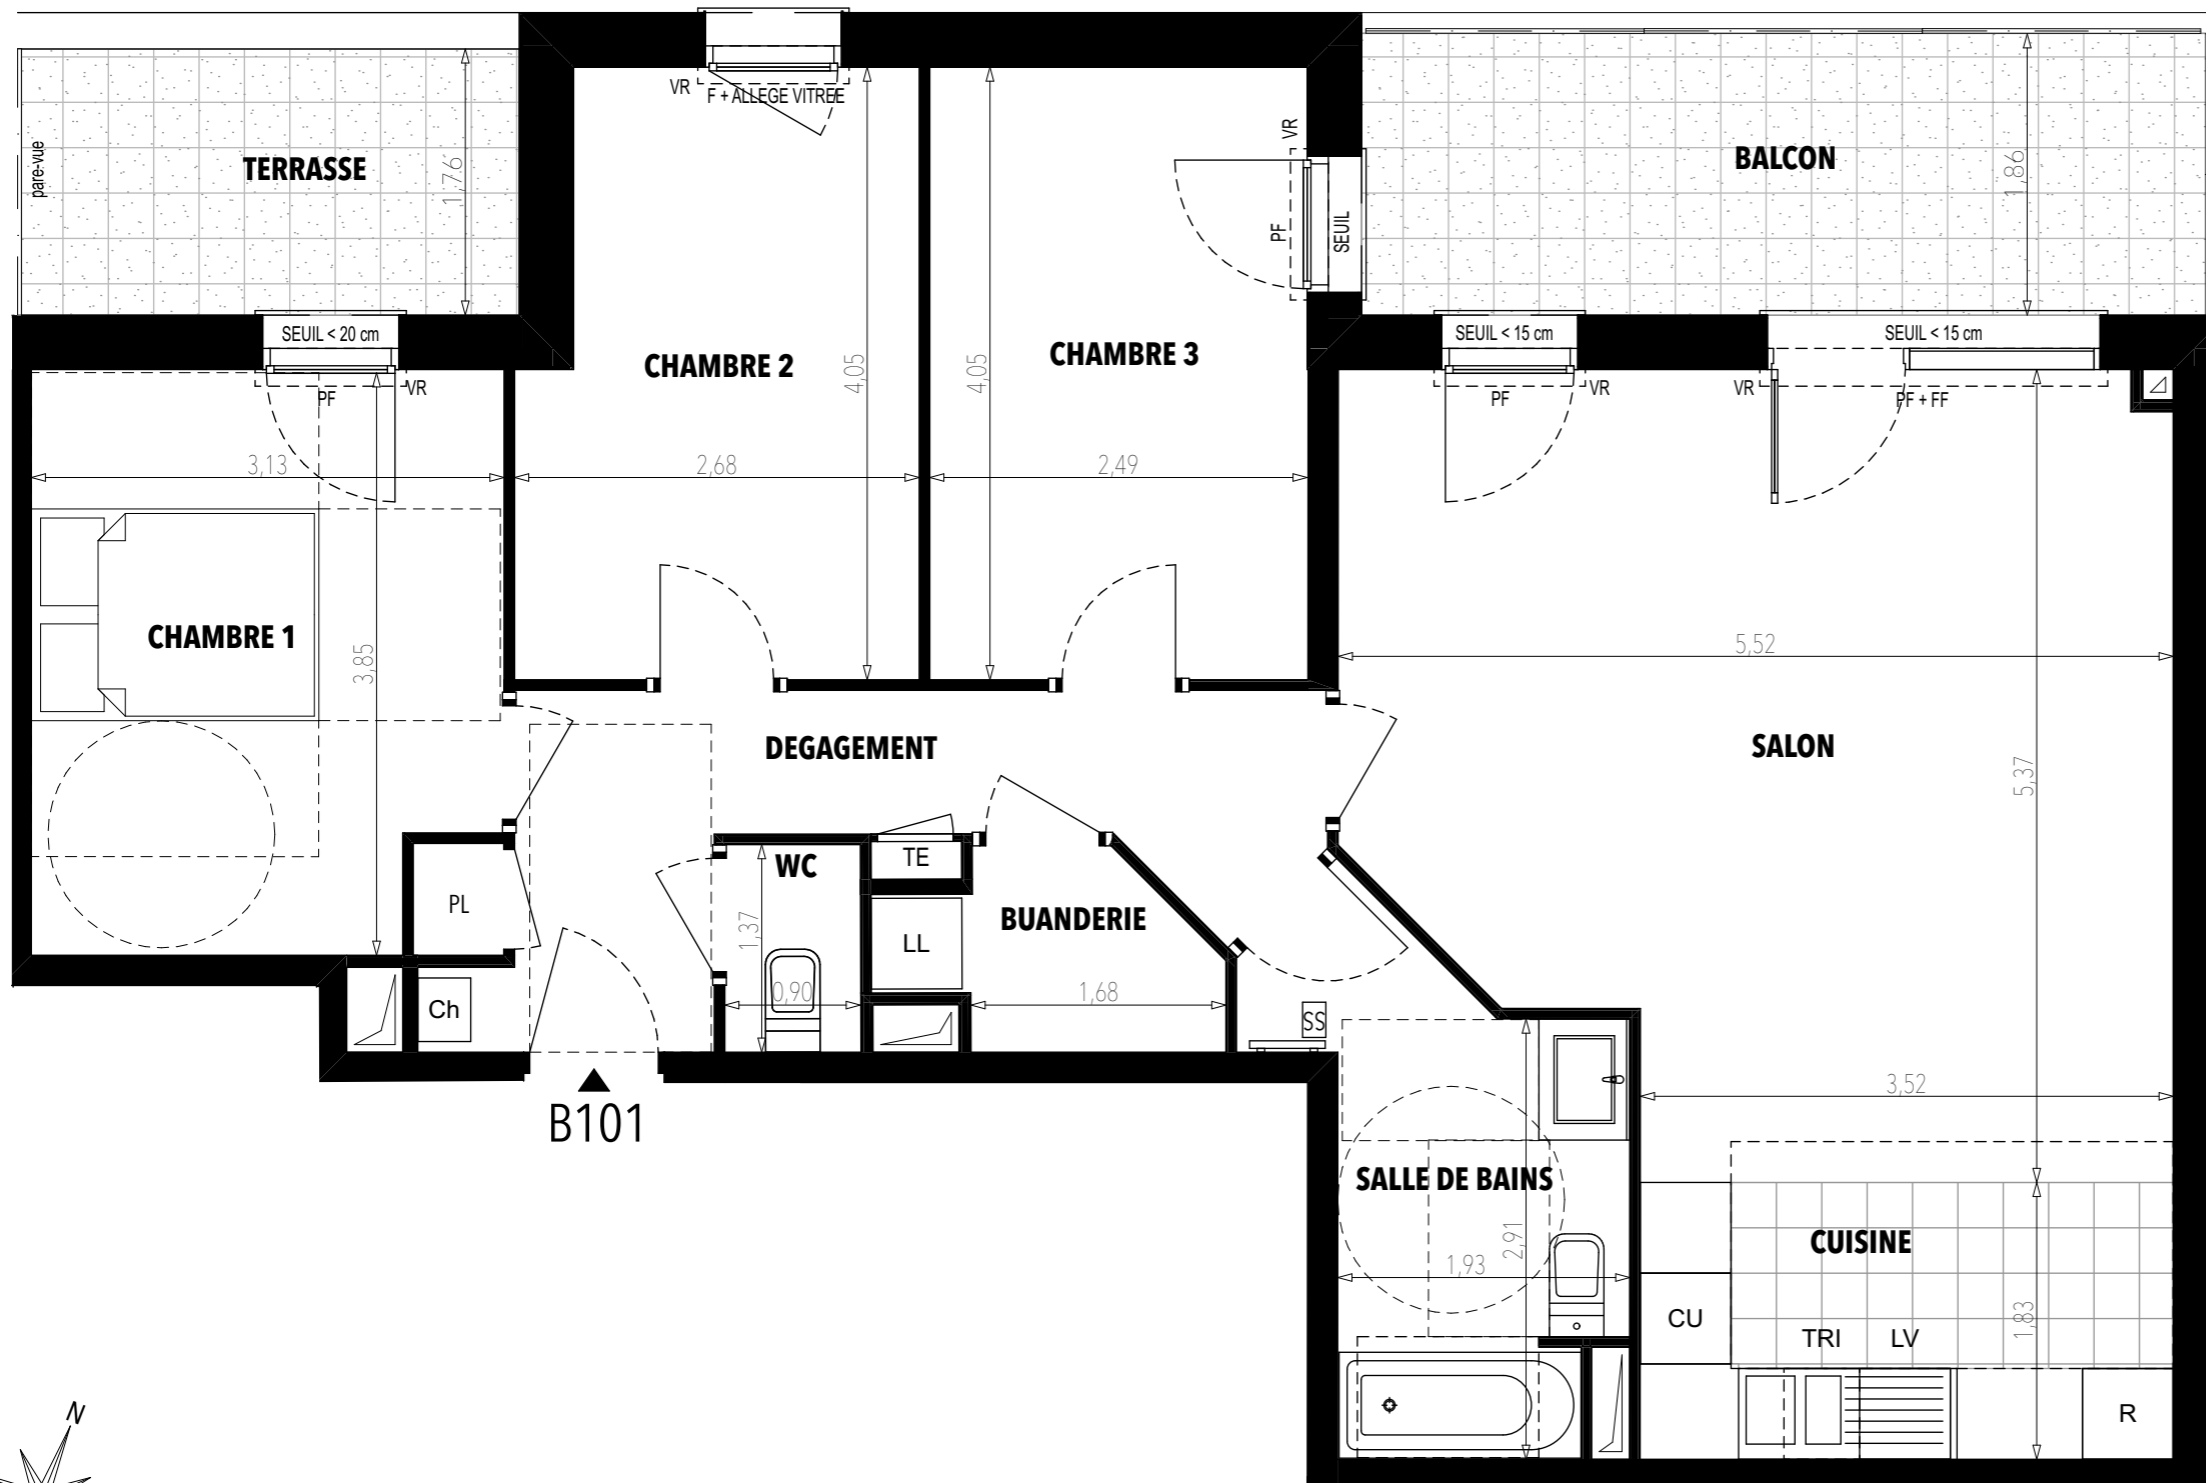 VR
F + ALLEGE VITREE
pare-vue
TERRASSE
1,76
VR
PF
SEUIL
BALCON
1,86
SEUIL < 20 cm
PF
VR
CHAMBRE 2
4,05
4,05
CHAMBRE 3
SEUIL < 15 cm
PF
VR
SEUIL < 15 cm
VR
PF + FF
3,13
2,68
2,49
CHAMBRE 1
3,85
5,52
DEGAGEMENT
SALON
5,37
PL
WC
1,37
TE
LL
BUANDERIE
Ch
0,90
1,68
SS
B101
3,52
SALLE DE BAINS
2,91
1,93
CUISINE
1,83
CU
TRI
LV
R
N